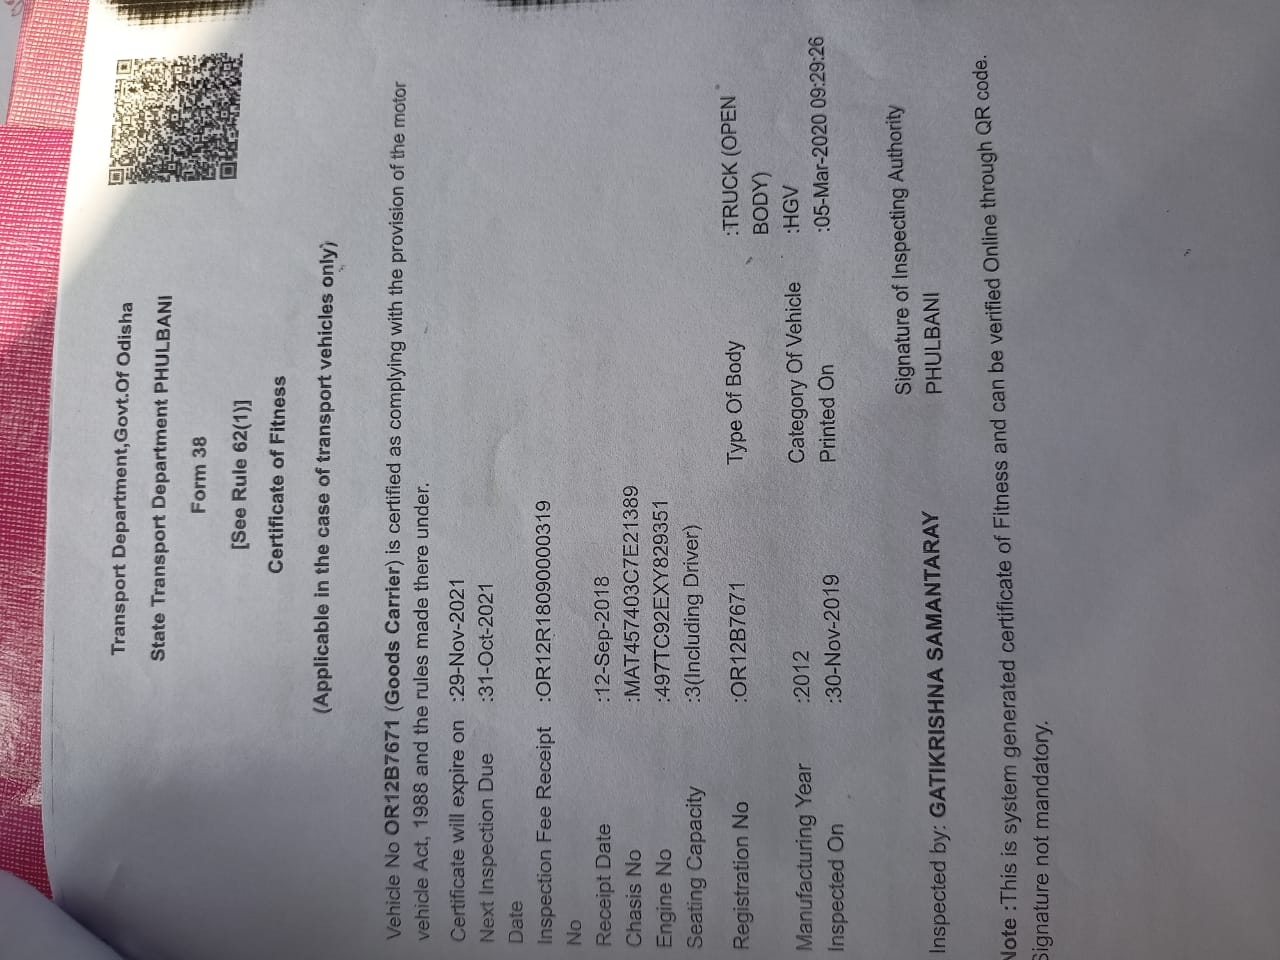 Transport Department,Govt.Of Odisha
State Transport Department PHULBANI
Form 38
[See Rule 62(1)]
Certificate of Fitness
(Applicable in the case of transport vehicles only)
Vehicle No OR12B7671 (Goods Carrier) is certified as complying with the provision of the motor
vehicle Act, 1988 and the rules made there under.
Certificate will expire on :29-Nov-2021
Next Inspection Due :31-Oct-2021
Date
Inspection Fee Receipt :OR12R18090000319
No
Receipt Date :12-Sep-2018
Chasis No :MAT457403C7E21389
Engine No :497TC92EXY829351
Seating Capacity :3(Including Driver)
Registration No :OR12B7671 Type Of Body :TRUCK (OPEN
BODY)
Manufacturing Year :2012 Category Of Vehicle :HGV
Inspected On :30-Nov-2019 Printed On :05-Mar-2020 09:29:26
Signature of Inspecting Authority
Inspected by: GATIKRISHNA SAMANTARAY PHULBANI
Note :This is system generated certificate of Fitness and can be verified Online through QR code.
Signature not mandatory.